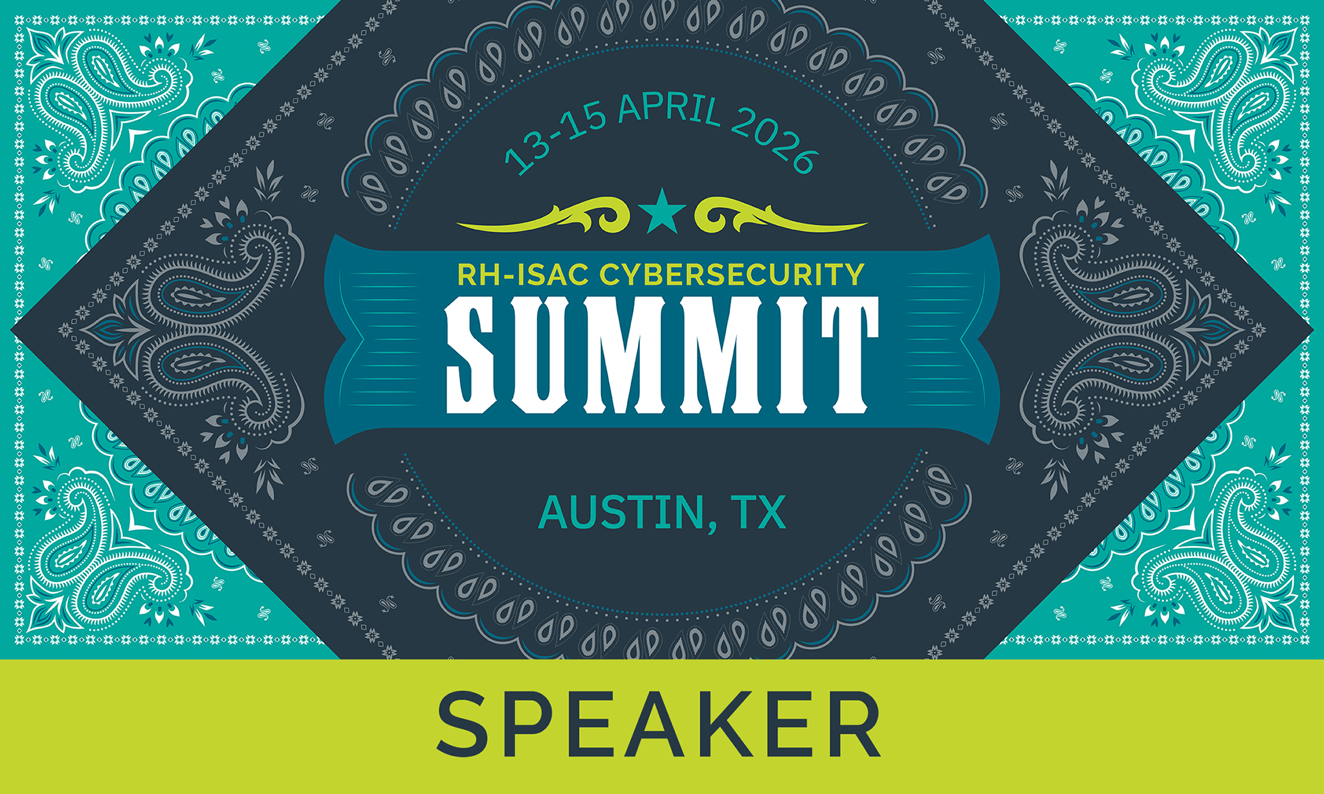 13-15 APRIL 2026
RH-ISAC CYBERSECURITY
SUMMIT
AUSTIN, TX
SPEAKER